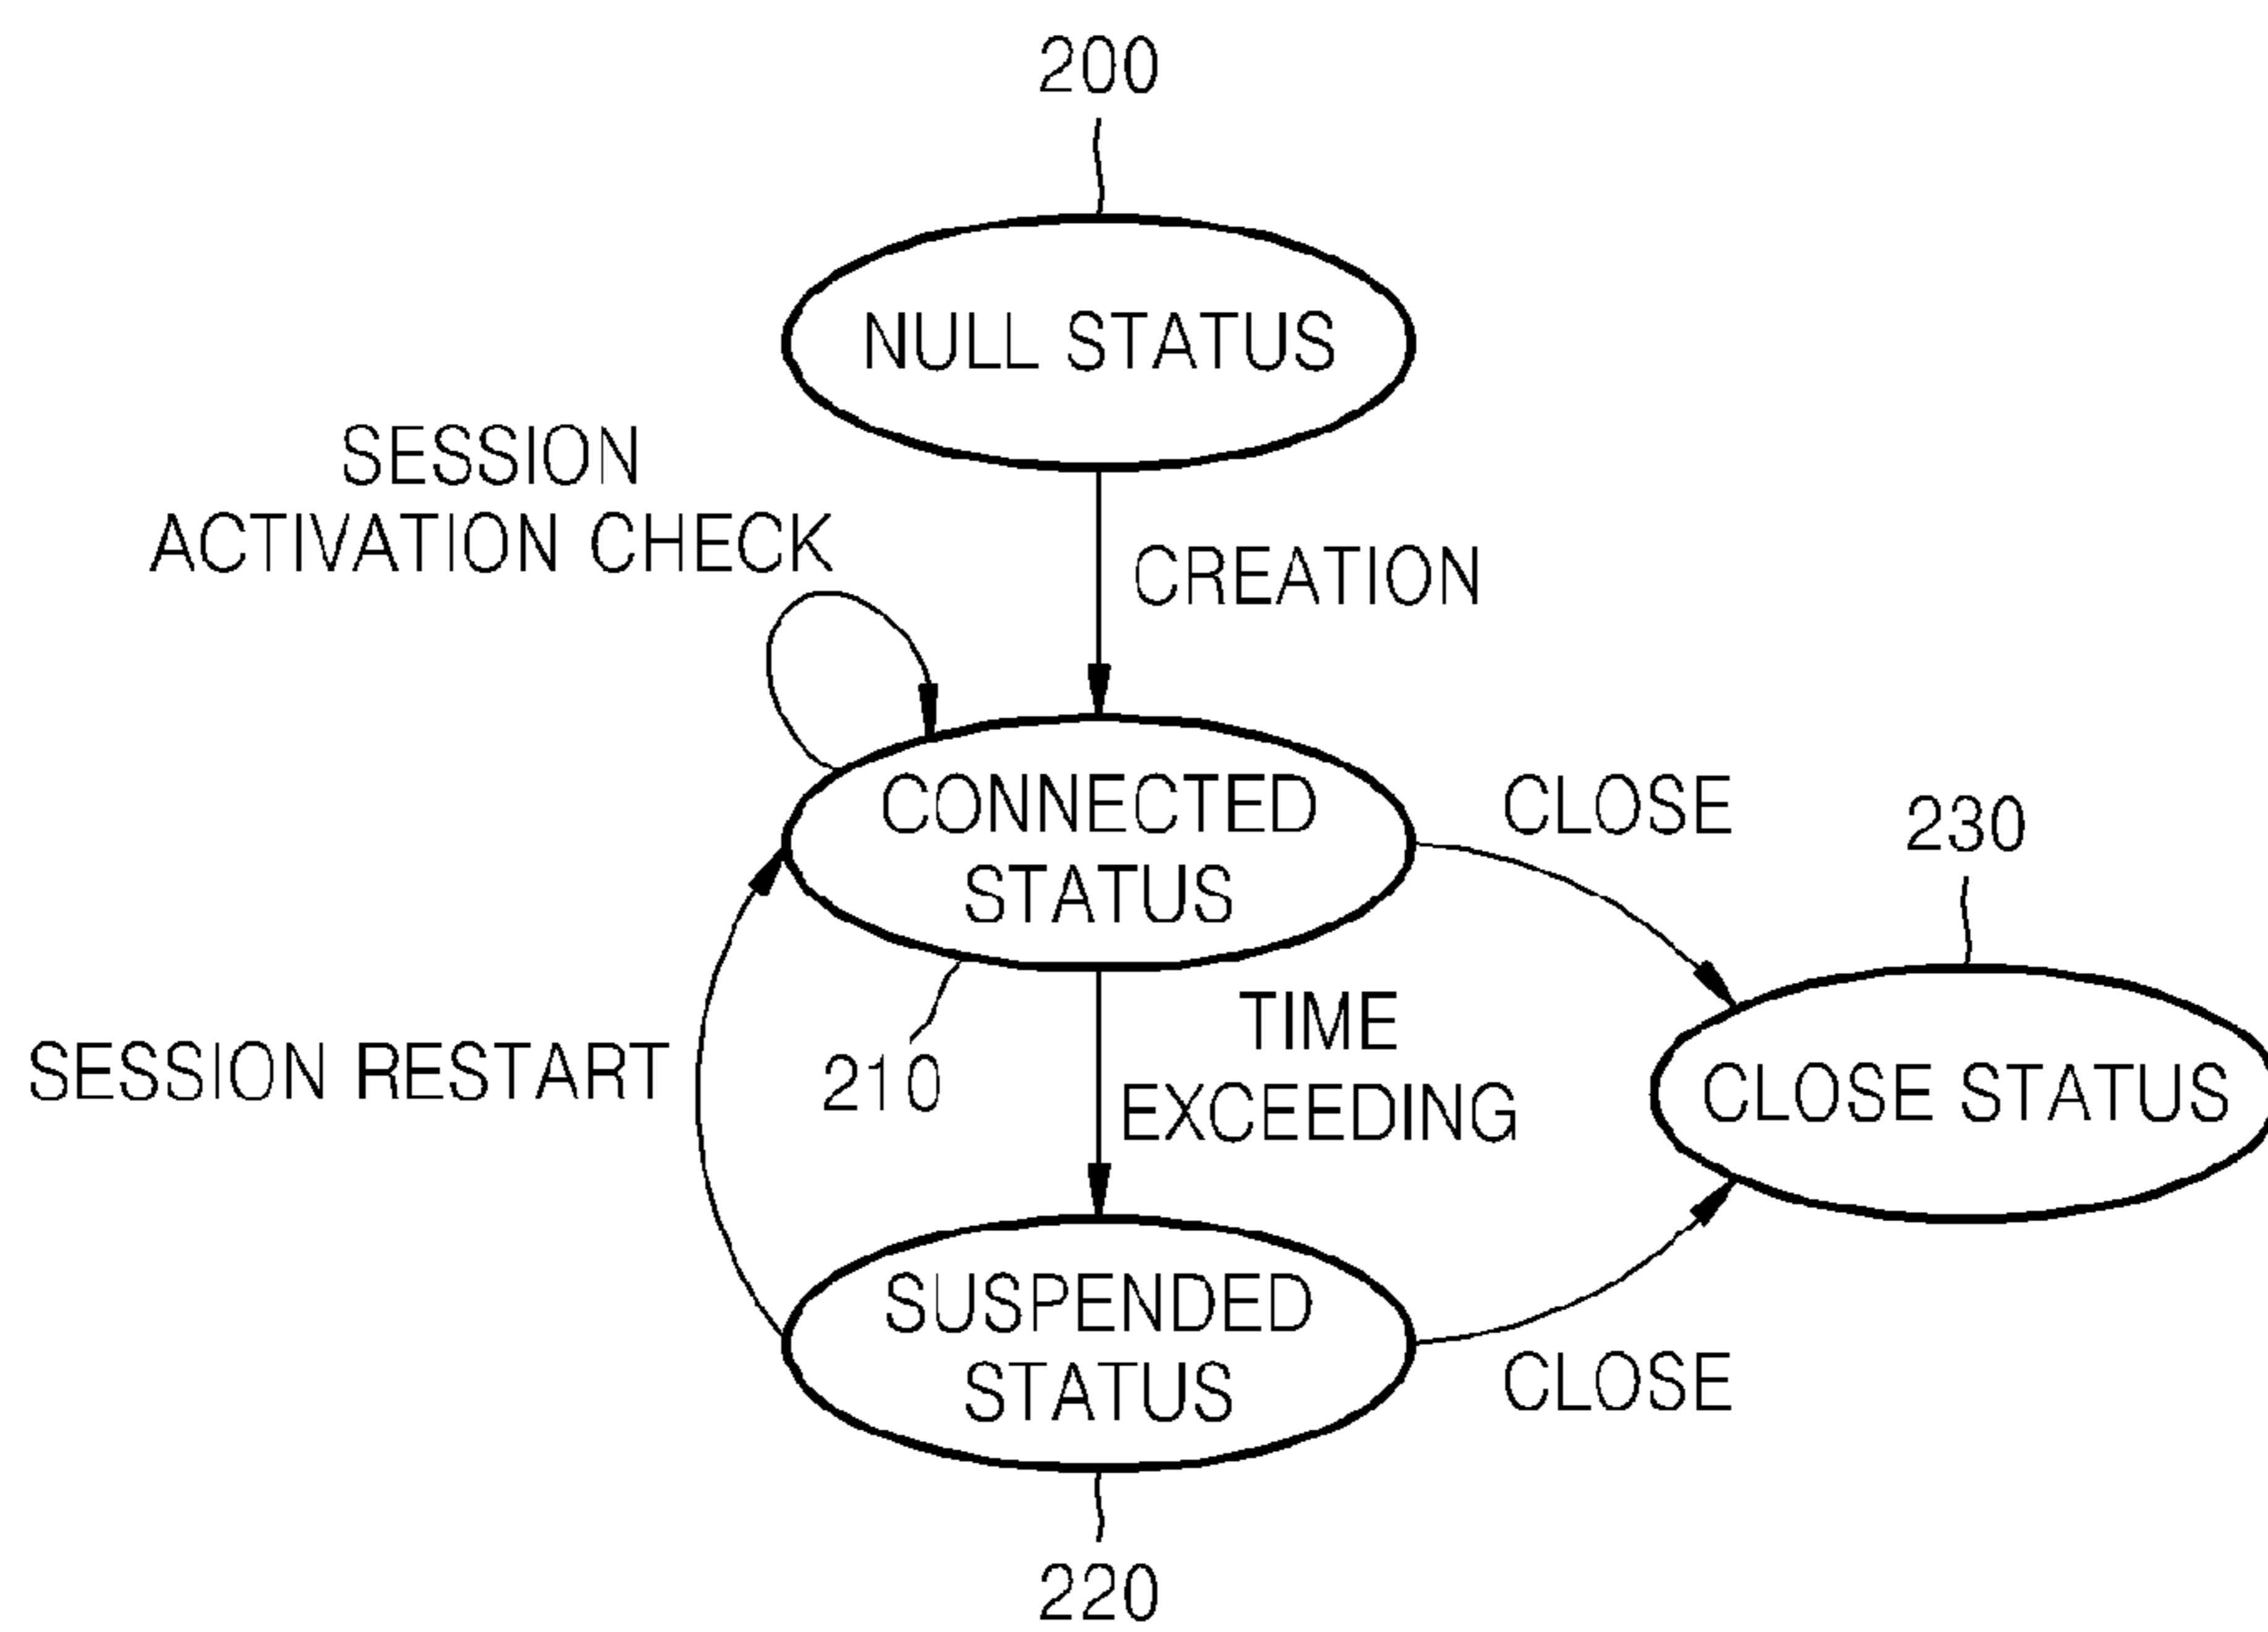 200
NULL STATUS
SESSION
ACTIVATION CHECK
CREATION
CONNECTED
STATUS
CLOSE
230
TIME
EXCEEDING
SESSION RESTART
210
CLOSE STATUS
SUSPENDED
STATUS
CLOSE
220